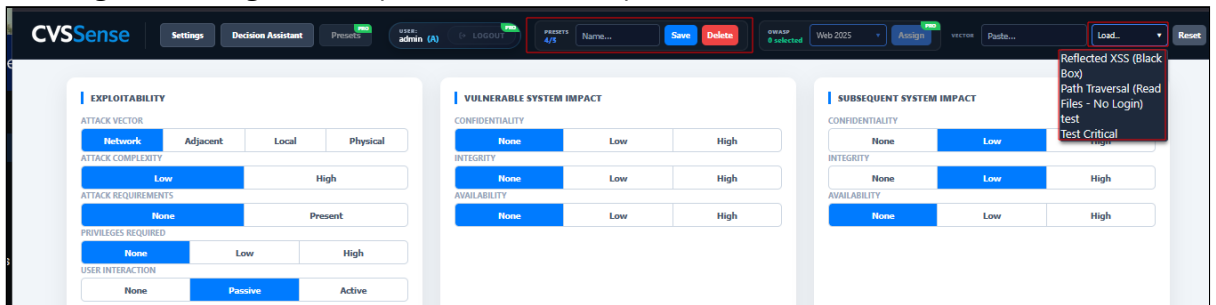 CVSSense Settings Decision Assistant Presets PRO USER: admin (A) LOGOUT PRO PRESETS 4/5 Name... Save Delete OWASP 0 selected Web 2025 Assign PRO VECTOR Paste... Load... Reset
Reflected XSS (Black
Box)
Path Traversal (Read
Files - No Login)
test
Test Critical
EXPLOITABILITY
ATTACK VECTOR
Network Adjacent Local Physical
ATTACK COMPLEXITY
Low High
ATTACK REQUIREMENTS
None Present
PRIVILEGES REQUIRED
None Low High
USER INTERACTION
None Passive Active
VULNERABLE SYSTEM IMPACT
CONFIDENTIALITY
None Low High
INTEGRITY
None Low High
AVAILABILITY
None Low High
SUBSEQUENT SYSTEM IMPACT
CONFIDENTIALITY
None Low High
INTEGRITY
None Low High
AVAILABILITY
None Low High